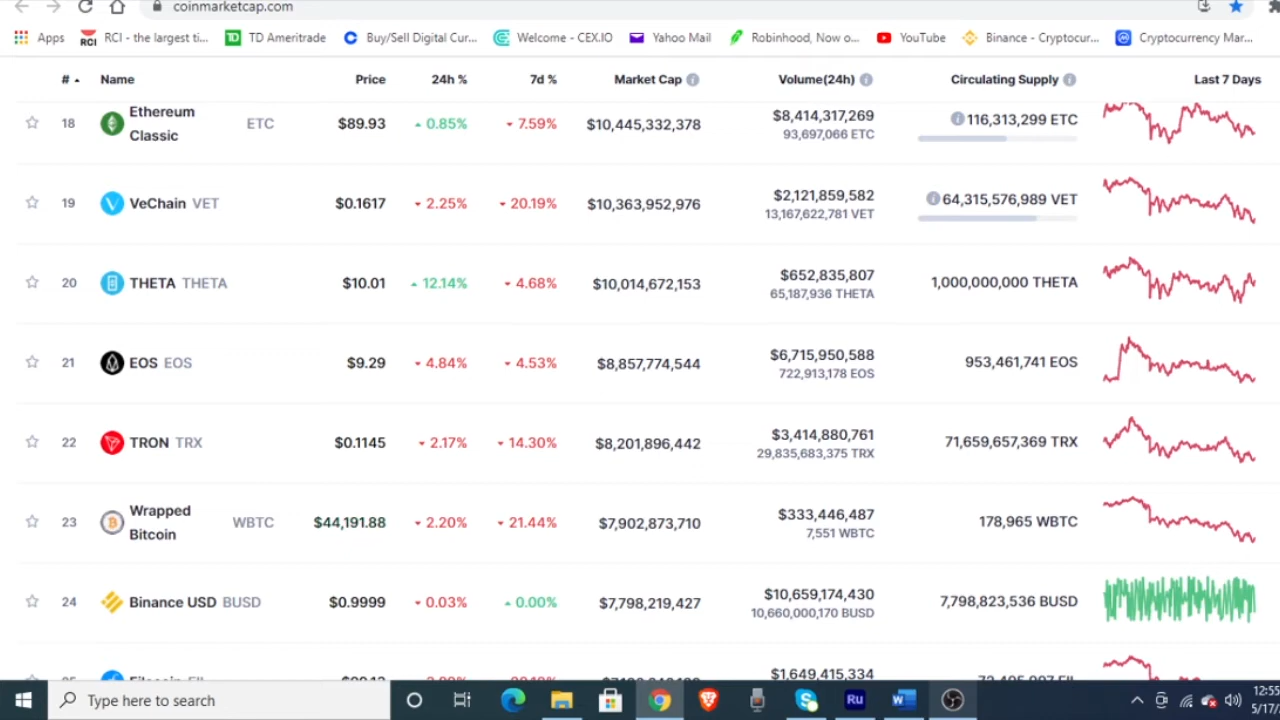 coinmarketcap.com
Apps RCI RCI - the largest ti... TD TD Ameritrade Buy/Sell Digital Cur... Welcome - CEX.IO Yahoo Mail Robinhood, Now o... YouTube Binance - Cryptocur... Cryptocurrency Mar...
# Name Price 24h % 7d % Market Cap Volume(24h) Circulating Supply Last 7 Days
18 Ethereum Classic ETC $89.93 0.85% 7.59% $10,445,332,378 $8,414,317,269 116,313,299 ETC
93,697,066 ETC
19 VeChain VET $0.1617 2.25% 20.19% $10,363,952,976 $2,121,859,582 64,315,576,989 VET
13,167,622,781 VET
20 THETA THETA $10.01 12.14% 4.68% $10,014,672,153 $652,835,807 1,000,000,000 THETA
65,187,936 THETA
21 EOS EOS $9.29 4.84% 4.53% $8,857,774,544 $6,715,950,588 953,461,741 EOS
722,913,178 EOS
22 TRON TRX $0.1145 2.17% 14.30% $8,201,896,442 $3,414,880,761 71,659,657,369 TRX
29,835,683,375 TRX
23 Wrapped Bitcoin WBTC $44,191.88 2.20% 21.44% $7,902,873,710 $333,446,487 178,965 WBTC
7,551 WBTC
24 Binance USD BUSD $0.9999 0.03% 0.00% $7,798,219,427 $10,659,174,430 7,798,823,536 BUSD
10,660,000,170 BUSD
$1,649,415,334
Type here to search Ru 12:55
5/17/